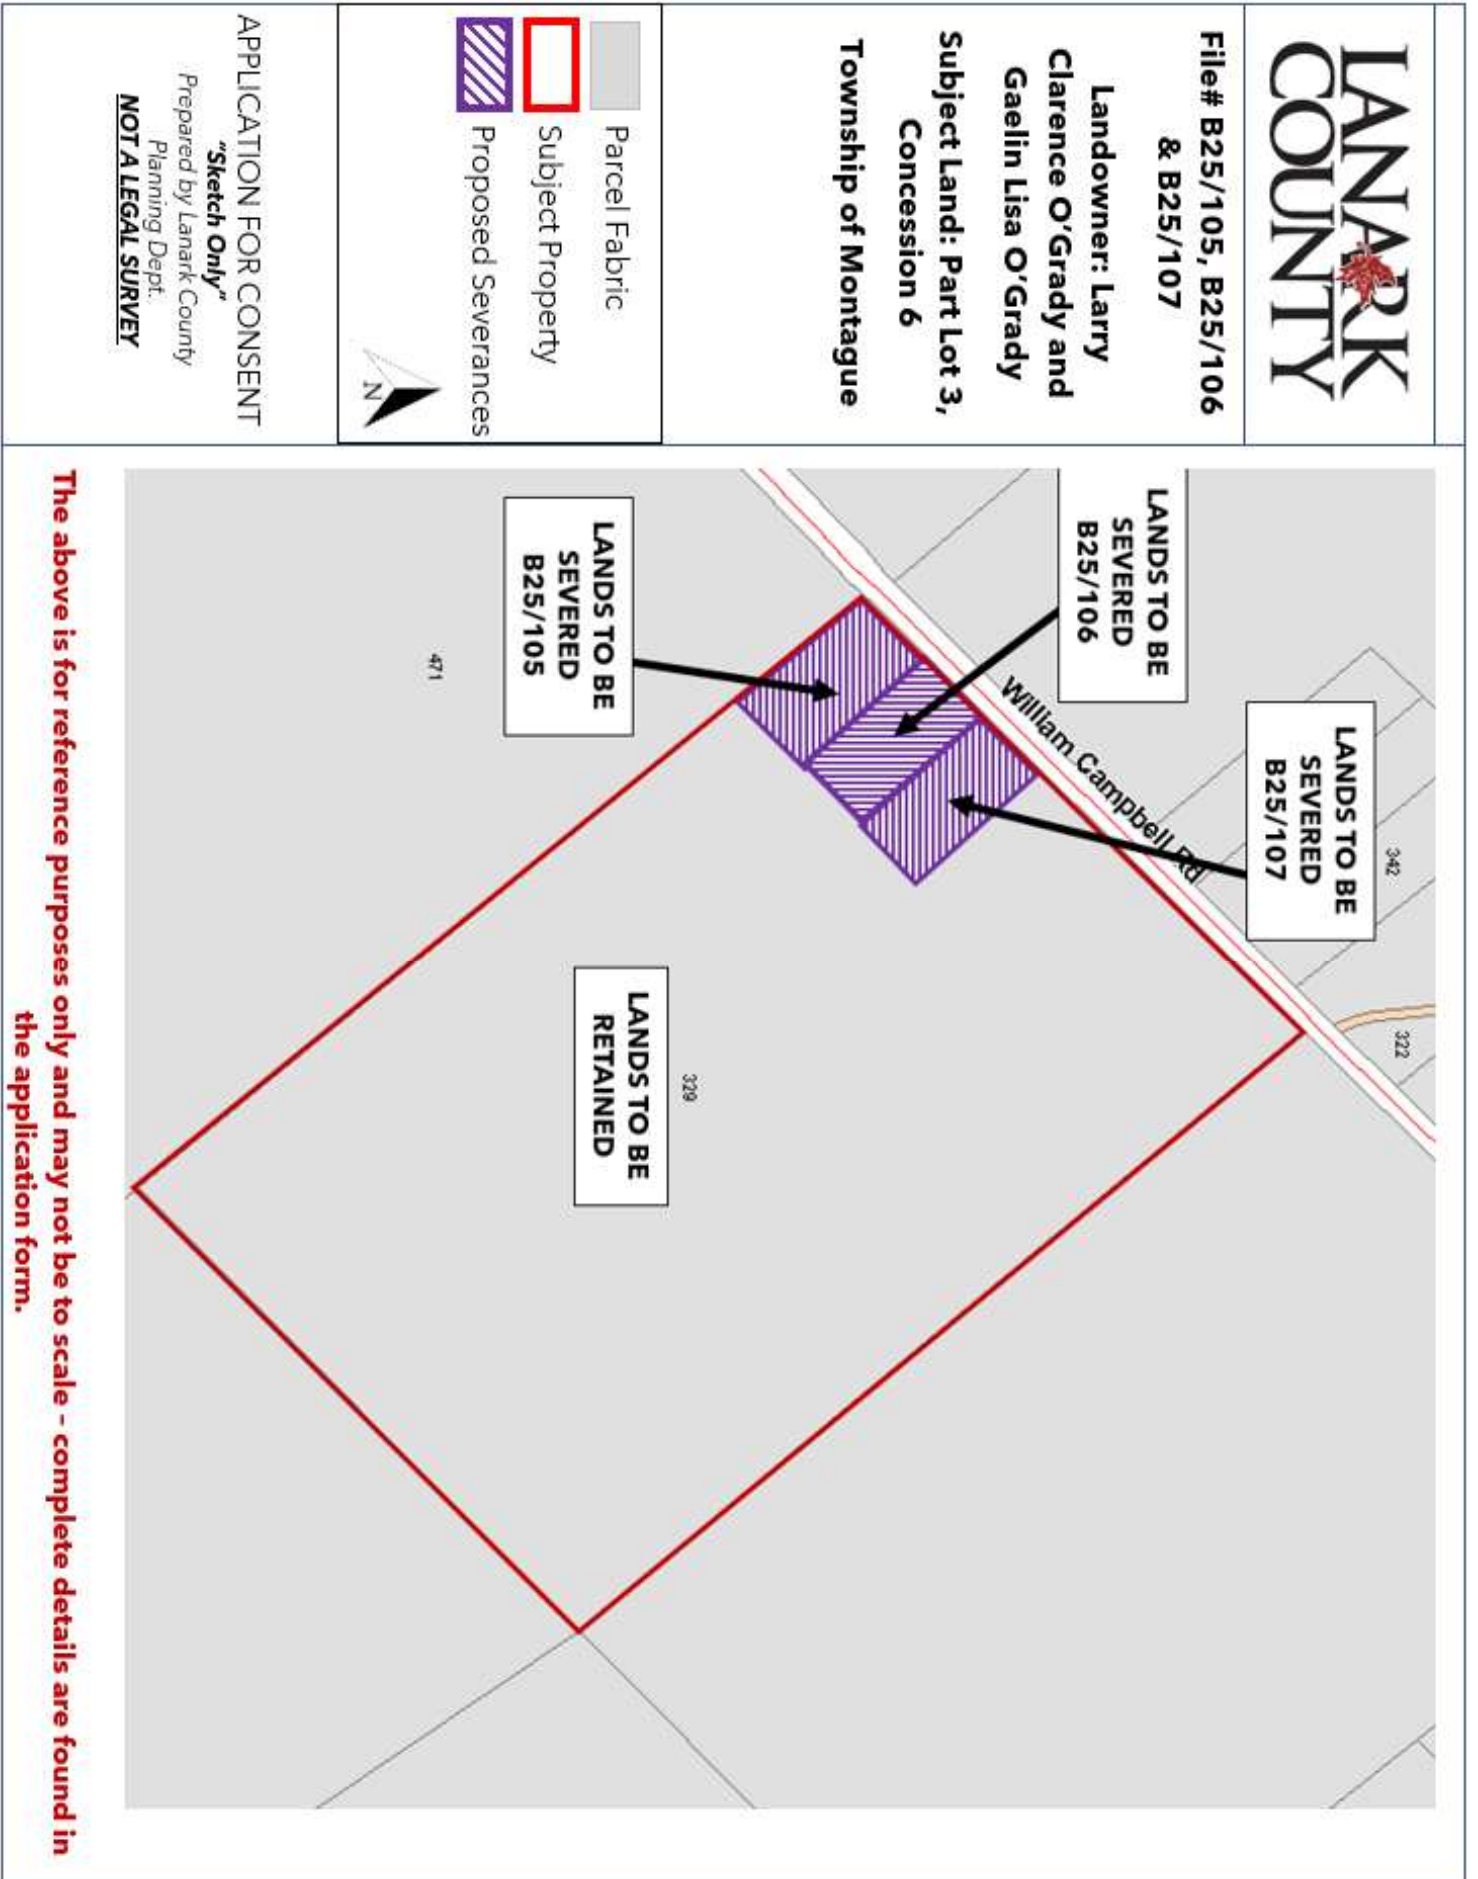 LANARK
COUNTY
File# B25/105, B25/106
& B25/107
Landowner: Larry
Clarence O'Grady and
Gaelin Lisa O'Grady
Subject Land: Part Lot 3,
Concession 6
Township of Montague
Parcel Fabric
Subject Property
Proposed Severances
N
APPLICATION FOR CONSENT
"Sketch Only"
Prepared by Lanark County
Planning Dept.
NOT A LEGAL SURVEY
LANDS TO BE
SEVERED
B25/106
LANDS TO BE
SEVERED
B25/107
342
322
William Campbell Rd
LANDS TO BE
SEVERED
B25/105
471
329
LANDS TO BE
RETAINED
The above is for reference purposes only and may not be to scale - complete details are found in
the application form.